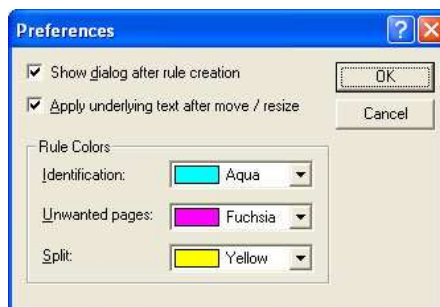 Preferences
Show dialog after rule creation
OK
Apply underlying text after move / resize
Cancel
Rule Colors
Identification: Aqua
Unwanted pages: Fuchsia
Split: Yellow